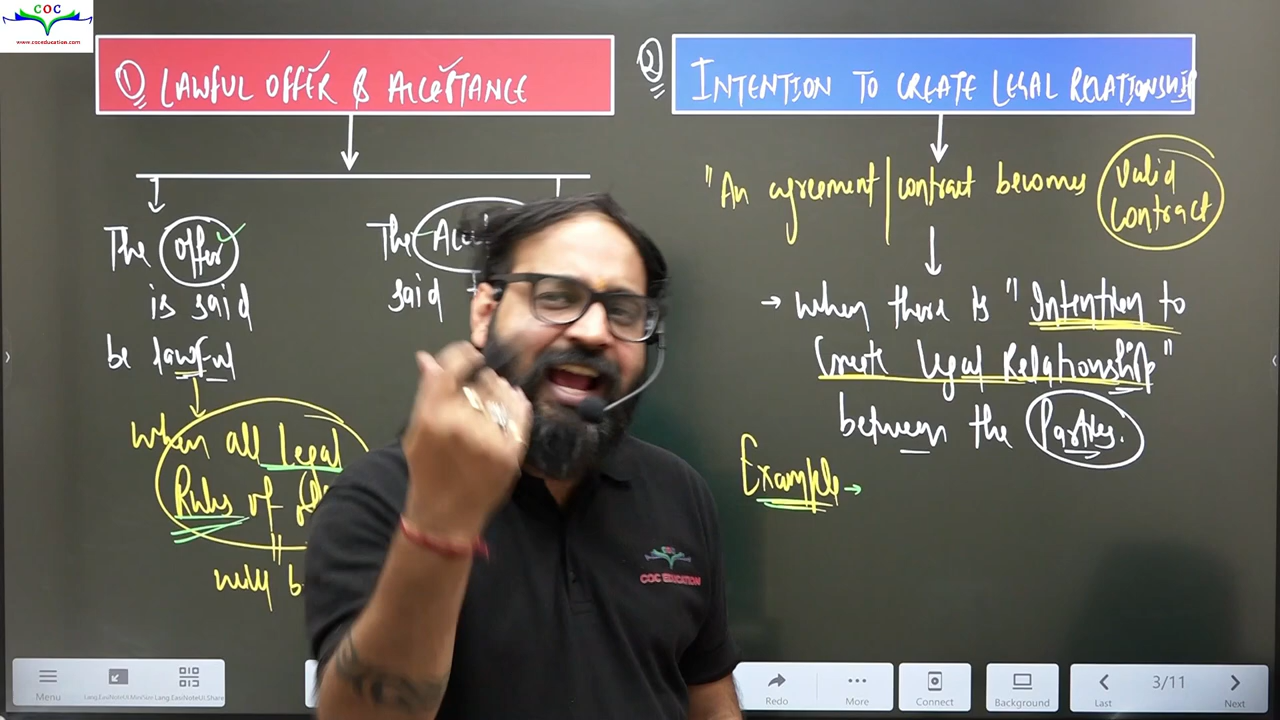 COC
www.coceducation.com
① LAWFUL OFFER & ACCEPTANCE
The offer
is said
be lawful
when all Legal
Rules of
will b
The Acc
said
② INTENTION TO CREATE LEGAL RELATIONSHIP
"An agreement | contract becomes valid
contract
→ when there is "Intention to
Create Legal Relationship"
between the Parties.
Example →
COC EDUCATION
Menu
Redo
More
Connect
Background
Last
3/11
Next